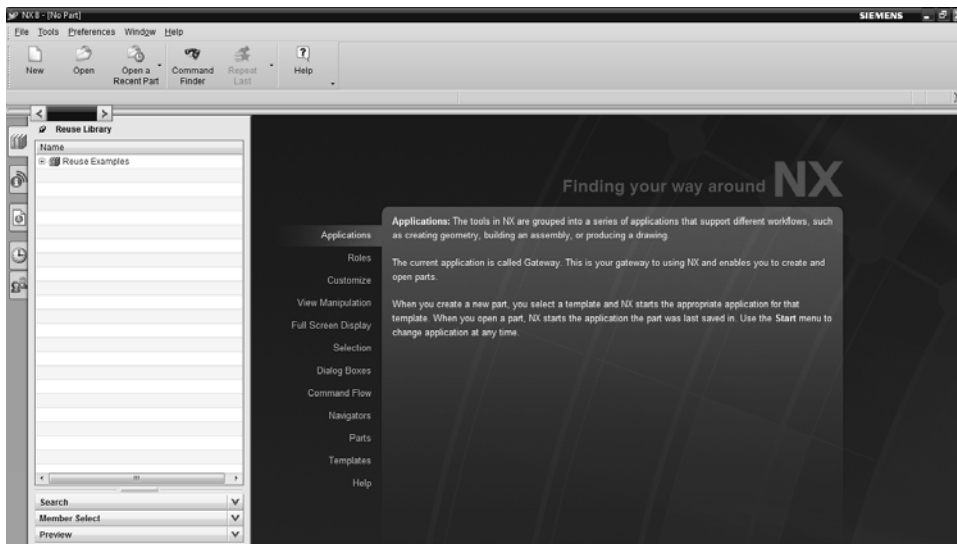 NX 8 - [No Part]
SIEMENS
File Tools Preferences Window Help
New
Open
Open a
Recent Part
Command
Finder
Repeat
Last
Help
Reuse Library
Name
Reuse Examples
Search
Member Select
Preview
Finding your way around NX
Applications
Roles
Customize
View Manipulation
Full Screen Display
Selection
Dialog Boxes
Command Flow
Navigators
Parts
Templates
Help
Applications: The tools in NX are grouped into a series of applications that support different workflows, such
as creating geometry, building an assembly, or producing a drawing.
The current application is called Gateway. This is your gateway to using NX and enables you to create and
open parts.
When you create a new part, you select a template and NX starts the appropriate application for that
template. When you open a part, NX starts the application the part was last saved in. Use the Start menu to
change application at any time.